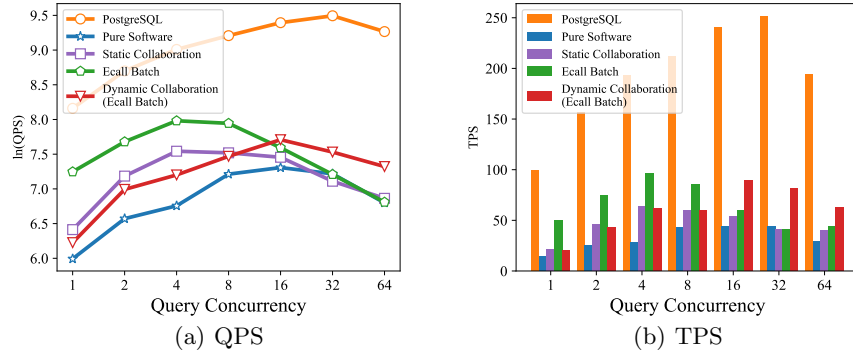 9.5
9.0
8.5
8.0
7.5
7.0
6.5
6.0
ln(QPS)
PostgreSQL
Pure Software
Static Collaboration
Ecall Batch
Dynamic Collaboration
(Ecall Batch)
1 2 4 8 16 32 64
Query Concurrency
(a) QPS
250
200
150
100
50
0
TPS
PostgreSQL
Pure Software
Static Collaboration
Ecall Batch
Dynamic Collaboration
(Ecall Batch)
1 2 4 8 16 32 64
Query Concurrency
(b) TPS